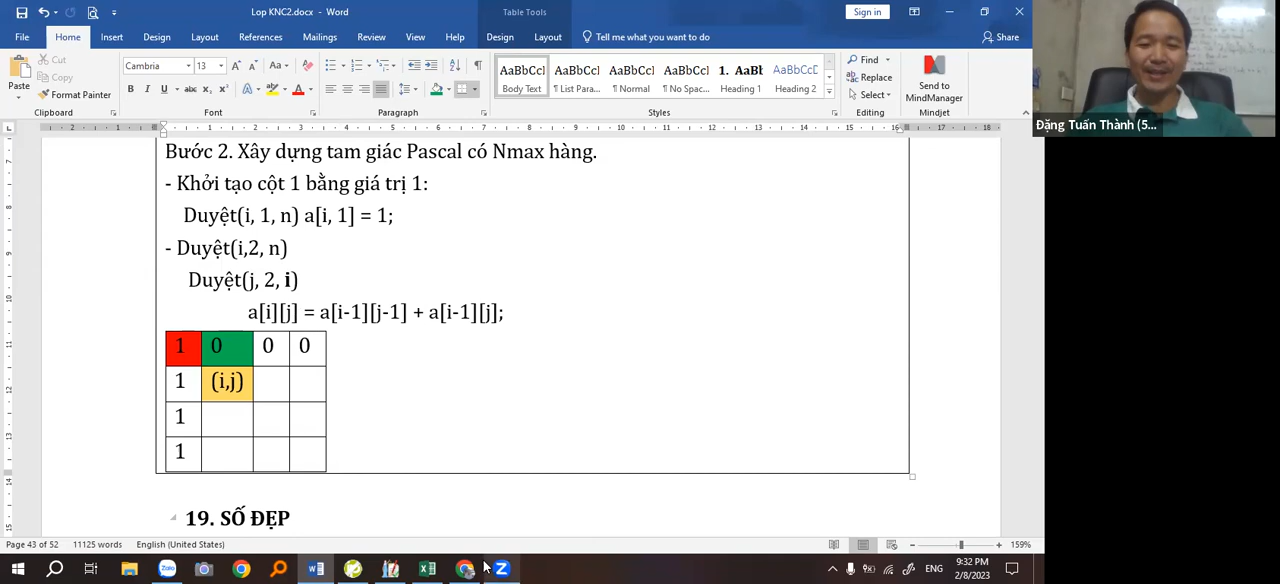 Lop KNC2.docx - Word
Table Tools
Sign in
File
Home
Insert
Design
Layout
References
Mailings
Review
View
Help
Design
Layout
Tell me what you want to do
Share
Paste
Cut
Copy
Format Painter
Clipboard
Cambria
13
Font
Paragraph
AaBbCcI
Body Text
AaBbCcI
¶ List Para...
AaBbCcI
¶ Normal
AaBbCcI
¶ No Spac...
1. AaBb
Heading 1
AaBbCcD
Heading 2
Styles
Find
Replace
Select
Editing
Send to
MindManager
Mindjet
Đặng Tuấn Thành (5...
Bước 2. Xây dựng tam giác Pascal có Nmax hàng.
- Khởi tạo cột 1 bằng giá trị 1:
Duyệt(i, 1, n) a[i, 1] = 1;
- Duyệt(i,2, n)
Duyệt(j, 2, i)
a[i][j] = a[i-1][j-1] + a[i-1][j];
1 0 0 0
1 (i,j)
1
1
19. SỐ ĐẸP
Page 43 of 52
11125 words
English (United States)
159%
Zalo
ENG
9:32 PM
2/8/2023